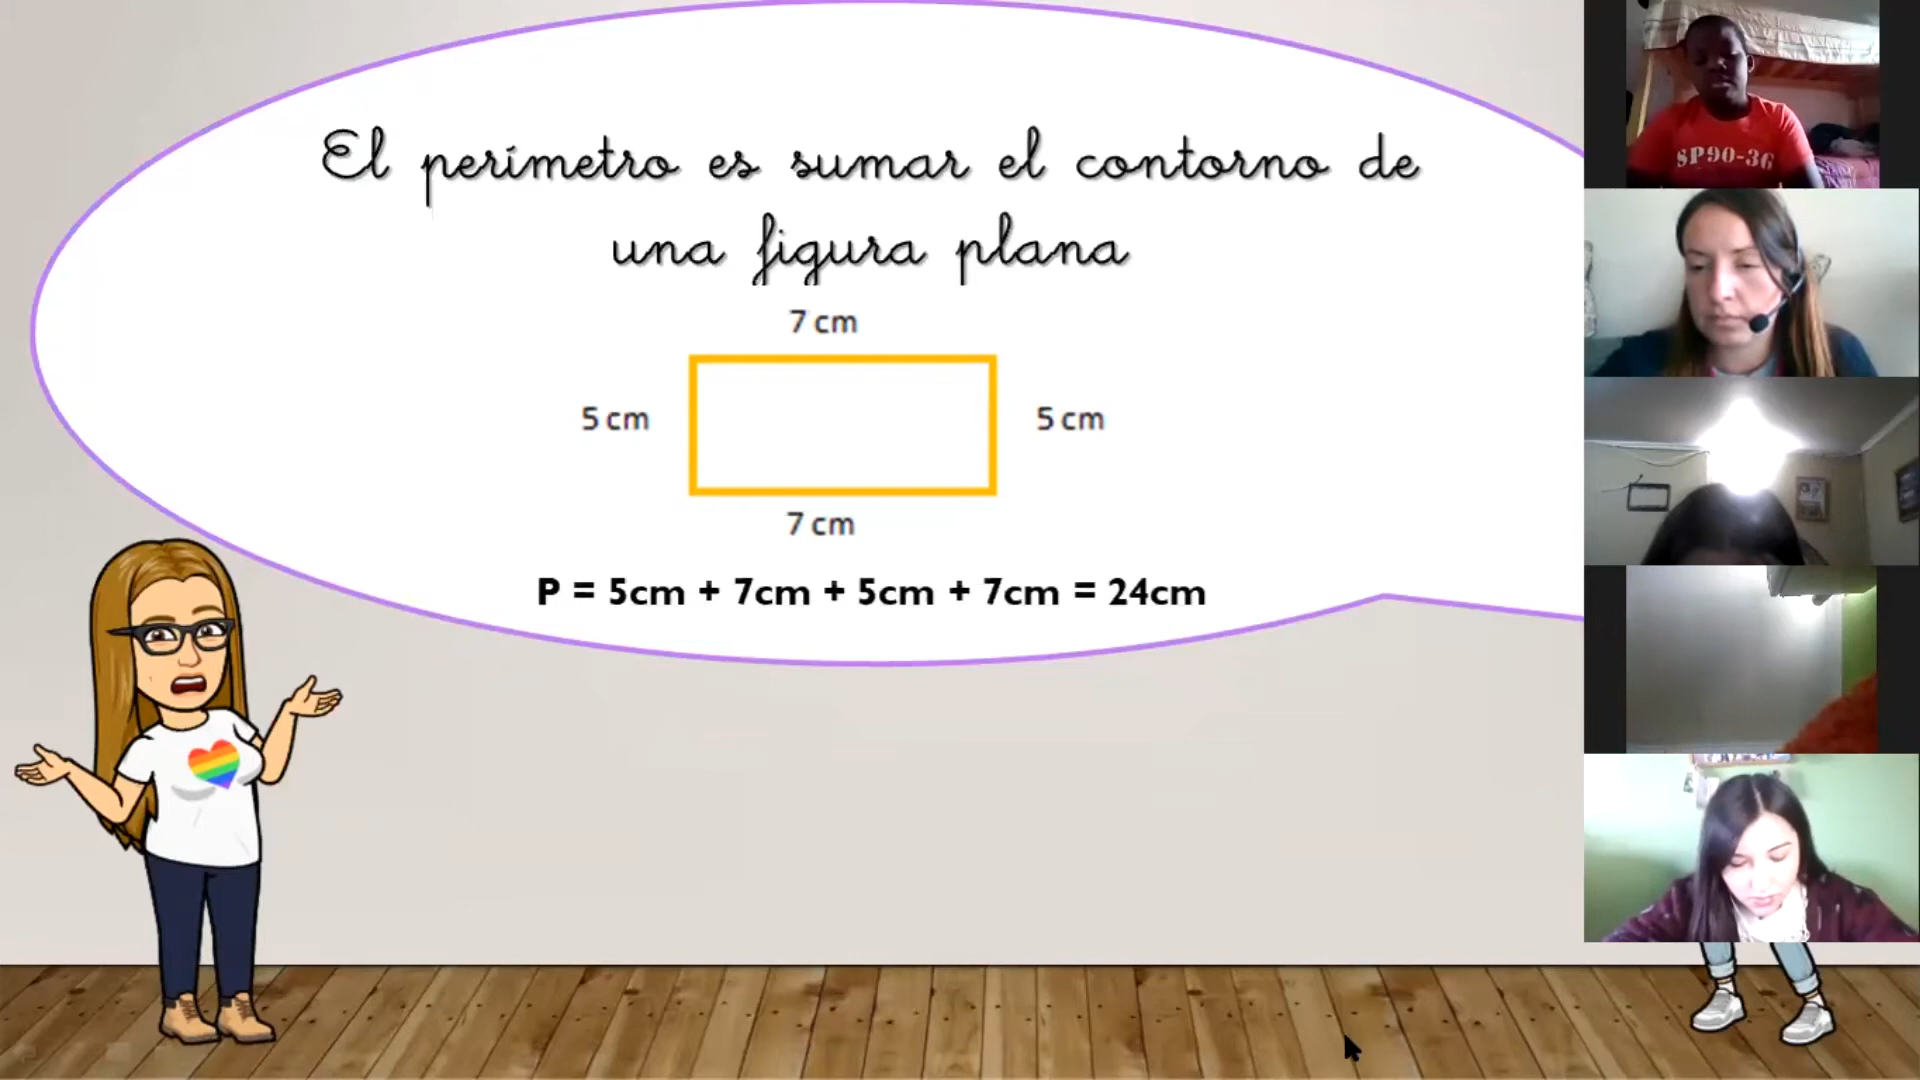 El perímetro es sumar el contorno de
una figura plana
7 cm
5 cm
5 cm
7 cm
P = 5cm + 7cm + 5cm + 7cm = 24cm
SP90-36